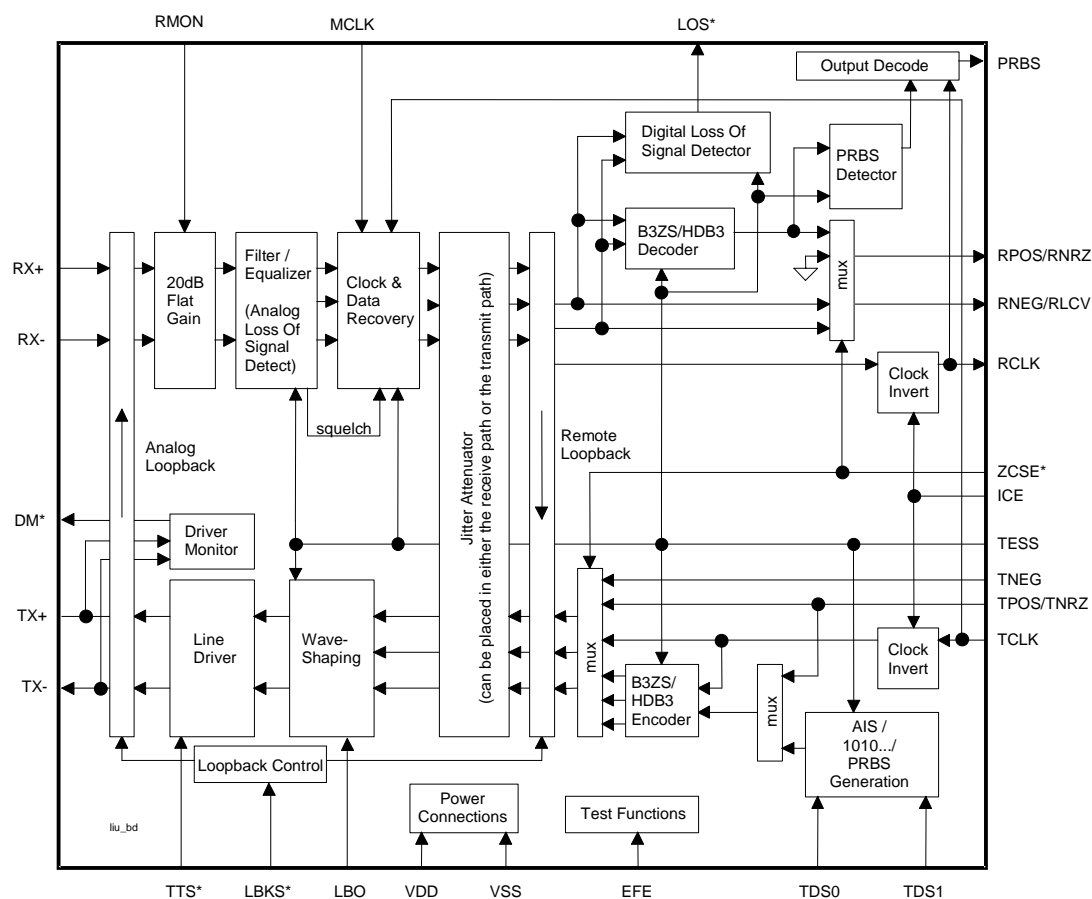 RMON
MCLK
LOS*
Output Decode
PRBS
Digital Loss Of
Signal Detector
PRBS
Detector
B3ZS/HDB3
Decoder
mux
RX+
RX-
20dB
Flat
Gain
Filter /
Equalizer
(Analog
Loss Of
Signal
Detect)
Clock &
Data
Recovery
squelch
RPOS/RNRZ
RNEG/RLCV
RCLK
Clock
Invert
Analog
Loopback
Jitter Attenuator
(can be placed in either the receive path or the transmit path)
Remote
Loopback
ZCSE*
ICE
TESS
TNEG
TPOS/TNRZ
TCLK
DM*
Driver
Monitor
TX+
TX-
Line
Driver
Wave-
Shaping
mux
B3ZS/
HDB3
Encoder
mux
Clock
Invert
AIS /
1010.../
PRBS
Generation
Loopback Control
Power
Connections
Test Functions
liu_bd
TTS*
LBKS*
LBO
VDD
VSS
EFE
TDS0
TDS1